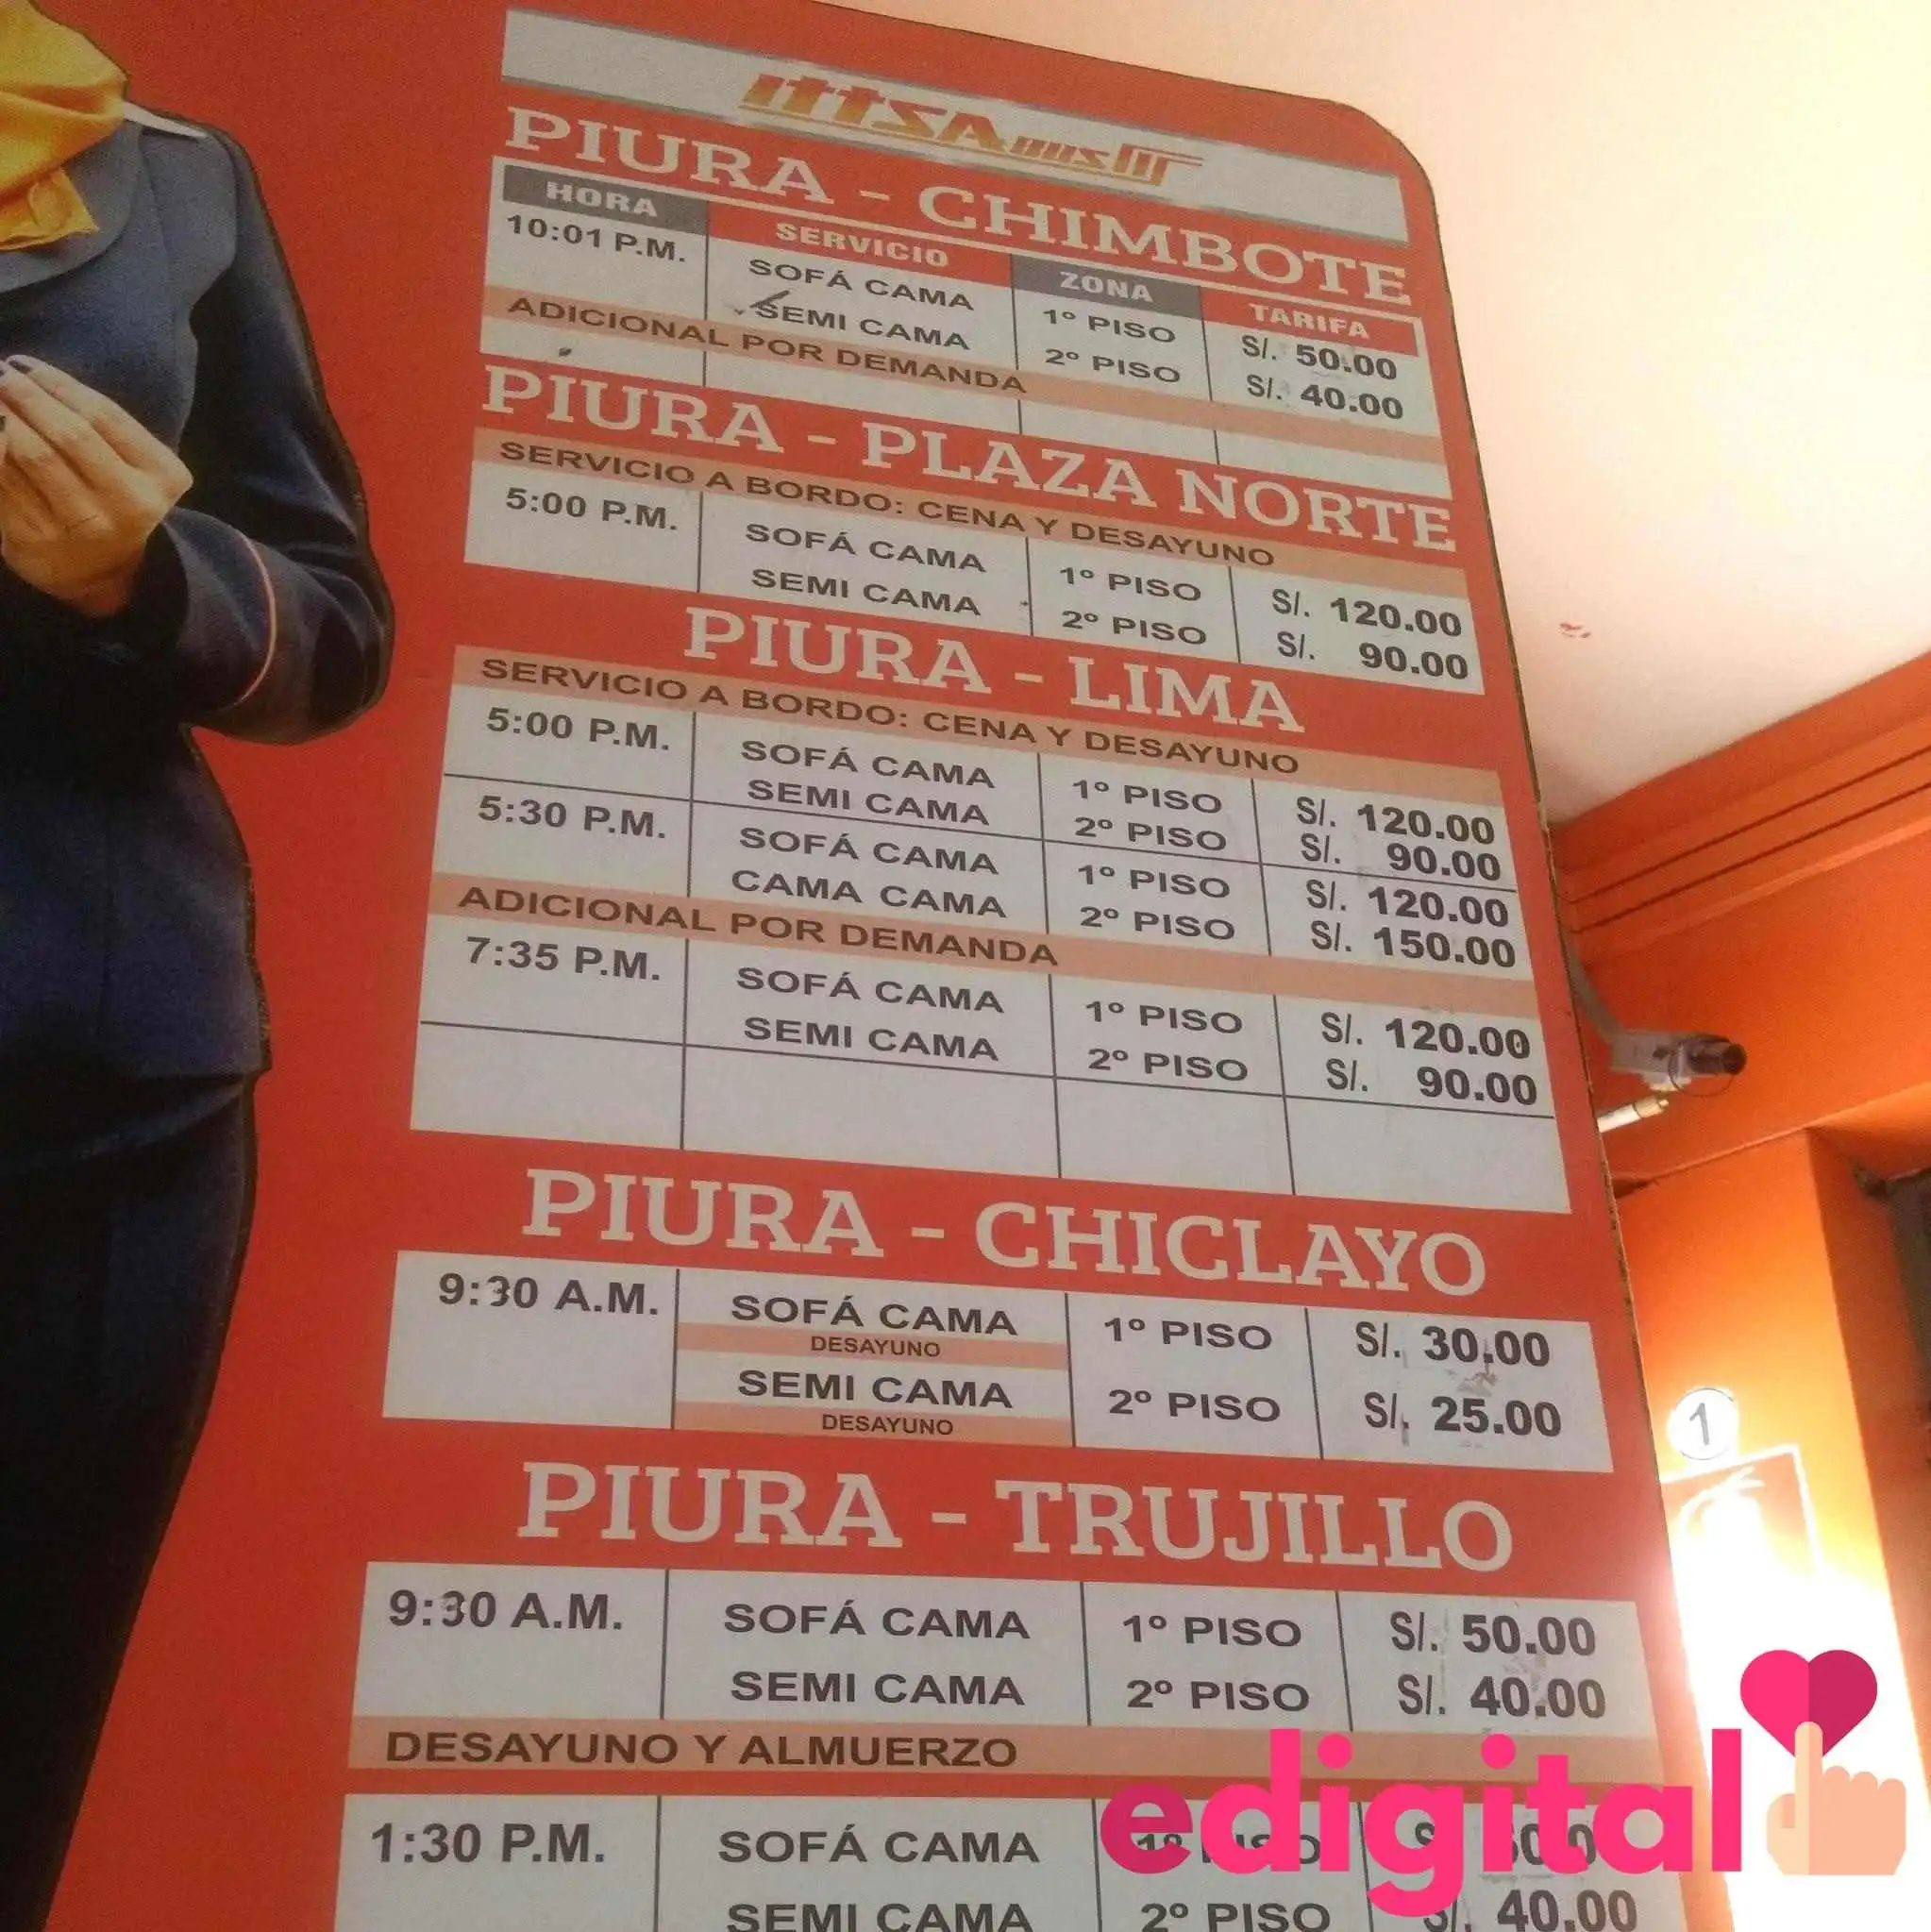 ITTSABUS
PIURA - CHIMBOTE
HORA SERVICIO ZONA TARIFA
10:01 P.M. SOFÁ CAMA 1º PISO S/. 50.00
SEMI CAMA 2º PISO S/. 40.00
ADICIONAL POR DEMANDA
PIURA - PLAZA NORTE
SERVICIO A BORDO: CENA Y DESAYUNO
5:00 P.M. SOFÁ CAMA 1º PISO S/. 120.00
SEMI CAMA 2º PISO S/. 90.00
PIURA - LIMA
SERVICIO A BORDO: CENA Y DESAYUNO
5:00 P.M. SOFÁ CAMA 1º PISO S/. 120.00
SEMI CAMA 2º PISO S/. 90.00
5:30 P.M. SOFÁ CAMA 1º PISO S/. 120.00
CAMA CAMA 2º PISO S/. 150.00
ADICIONAL POR DEMANDA
7:35 P.M. SOFÁ CAMA 1º PISO S/. 120.00
SEMI CAMA 2º PISO S/. 90.00
PIURA - CHICLAYO
9:30 A.M. SOFÁ CAMA 1º PISO S/. 30.00
DESAYUNO
SEMI CAMA 2º PISO S/. 25.00
DESAYUNO
PIURA - TRUJILLO
9:30 A.M. SOFÁ CAMA 1º PISO S/. 50.00
SEMI CAMA 2º PISO S/. 40.00
DESAYUNO Y ALMUERZO
1:30 P.M. SOFÁ CAMA 1º PISO
SEMI CAMA 2º PISO S/. 40.00
1
edigital